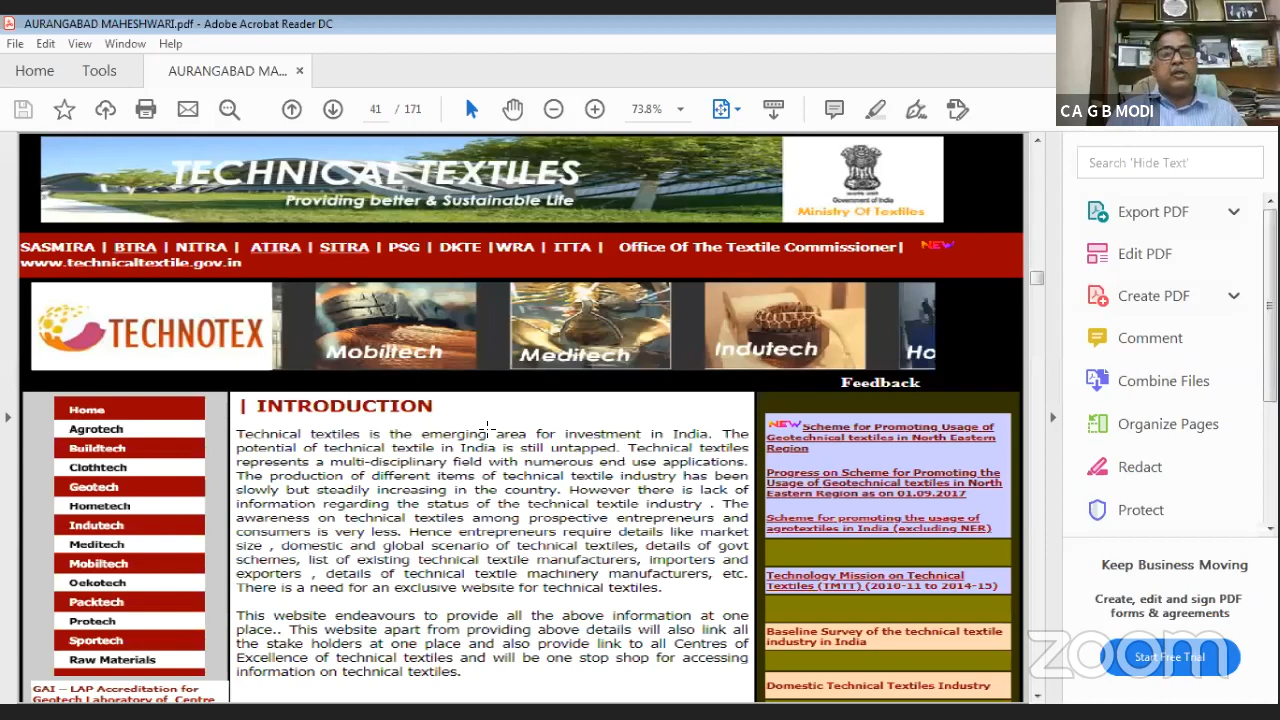 AURANGABAD MAHESHWARI.pdf - Adobe Acrobat Reader DC
File Edit View Window Help
Home Tools AURANGABAD MA... ×
41 / 171 73.8%
C A G B MODI
TECHNICAL TEXTILES
Providing better & Sustainable Life
Government of India
Ministry Of Textiles
SASMIRA | BTRA | NITRA | ATIRA | SITRA | PSG | DKTE |WRA | ITTA | Office Of The Textile Commissioner| NEW
www.technicaltextile.gov.in
TECHNOTEX Mobiltech Meditech Indutech Ho
Feedback
Home
Agrotech
Buildtech
Clothtech
Geotech
Hometech
Indutech
Meditech
Mobiltech
Oekotech
Packtech
Protech
Sportech
Raw Materials
GAI – LAP Accreditation for
Geotech Laboratory of Centre
| INTRODUCTION
Technical textiles is the emerging area for investment in India. The
potential of technical textile in India is still untapped. Technical textiles
represents a multi-disciplinary field with numerous end use applications.
The production of different items of technical textile industry has been
slowly but steadily increasing in the country. However there is lack of
information regarding the status of the technical textile industry . The
awareness on technical textiles among prospective entrepreneurs and
consumers is very less. Hence entrepreneurs require details like market
size , domestic and global scenario of technical textiles, details of govt
schemes, list of existing technical textile manufacturers, importers and
exporters , details of technical textile machinery manufacturers, etc.
There is a need for an exclusive website for technical textiles.
This website endeavours to provide all the above information at one
place.. This website apart from providing above details will also link all
the stake holders at one place and also provide link to all Centres of
Excellence of technical textiles and will be one stop shop for accessing
information on technical textiles.
NEW Scheme for Promoting Usage of
Geotechnical textiles in North Eastern
Region
Progress on Scheme for Promoting the
Usage of Geotechnical textiles in North
Eastern Region as on 01.09.2017
Scheme for promoting the usage of
agrotextiles in India (excluding NER)
Technology Mission on Technical
Textiles (TMTT) (2010-11 to 2014-15)
Baseline Survey of the technical textile
industry in India
Domestic Technical Textiles Industry
Search 'Hide Text'
Export PDF
Edit PDF
Create PDF
Comment
Combine Files
Organize Pages
Redact
Protect
Keep Business Moving
Create, edit and sign PDF
forms & agreements
Start Free Trial
zoom